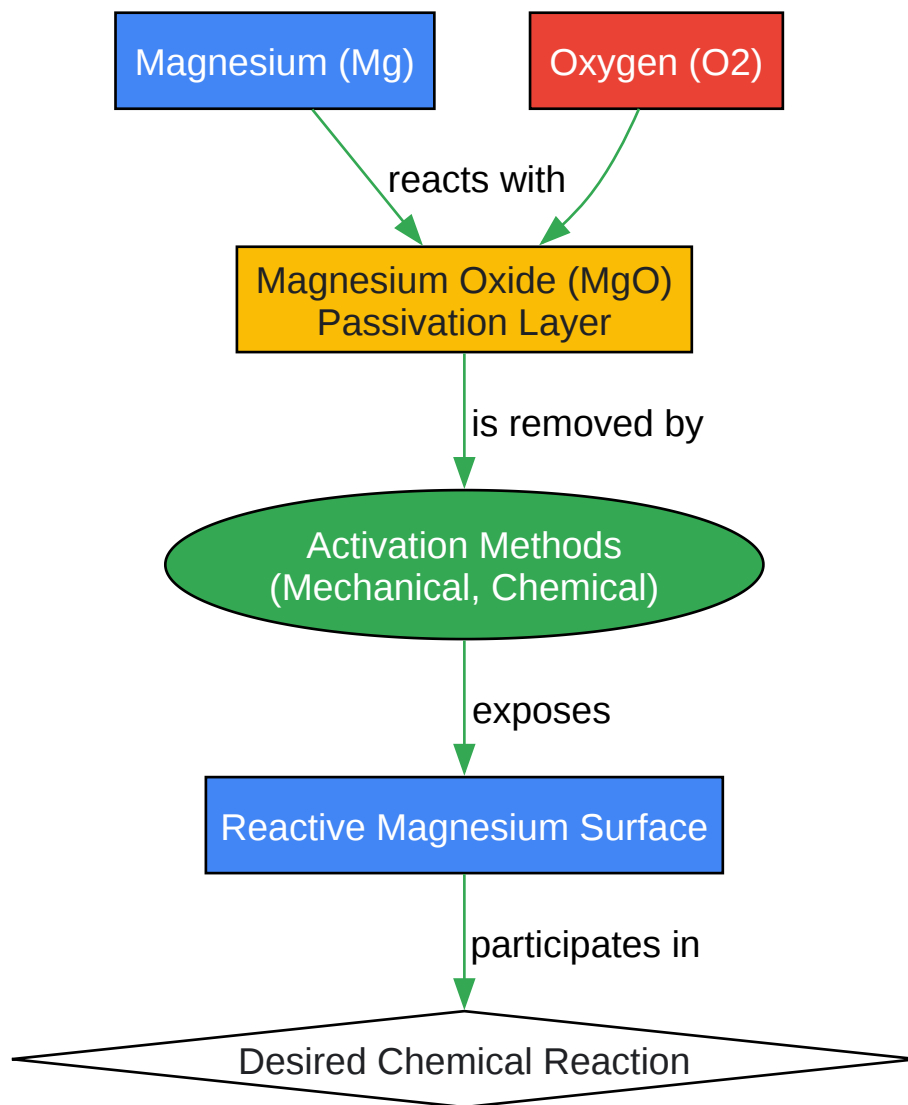 Magnesium (Mg)
Oxygen (O2)
reacts with
Magnesium Oxide (MgO)
Passivation Layer
is removed by
Activation Methods
(Mechanical, Chemical)
exposes
Reactive Magnesium Surface
participates in
Desired Chemical Reaction